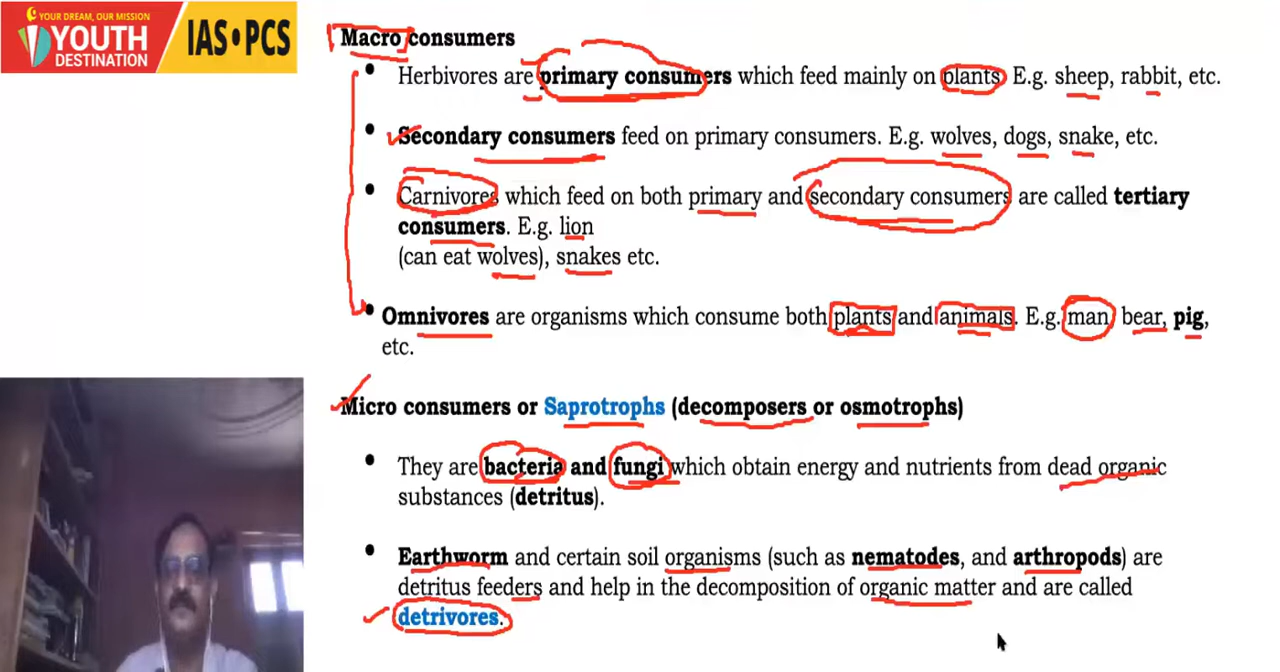 YOUR DREAM, OUR MISSION
YOUTH
DESTINATION
IAS•PCS
Macro consumers
• Herbivores are primary consumers which feed mainly on plants. E.g. sheep, rabbit, etc.
• Secondary consumers feed on primary consumers. E.g. wolves, dogs, snake, etc.
• Carnivores which feed on both primary and secondary consumers are called tertiary
consumers. E.g. lion
(can eat wolves), snakes etc.
• Omnivores are organisms which consume both plants and animals. E.g. man, bear, pig,
etc.
Micro consumers or Saprotrophs (decomposers or osmotrophs)
• They are bacteria and fungi which obtain energy and nutrients from dead organic
substances (detritus).
• Earthworm and certain soil organisms (such as nematodes, and arthropods) are
detritus feeders and help in the decomposition of organic matter and are called
detrivores.